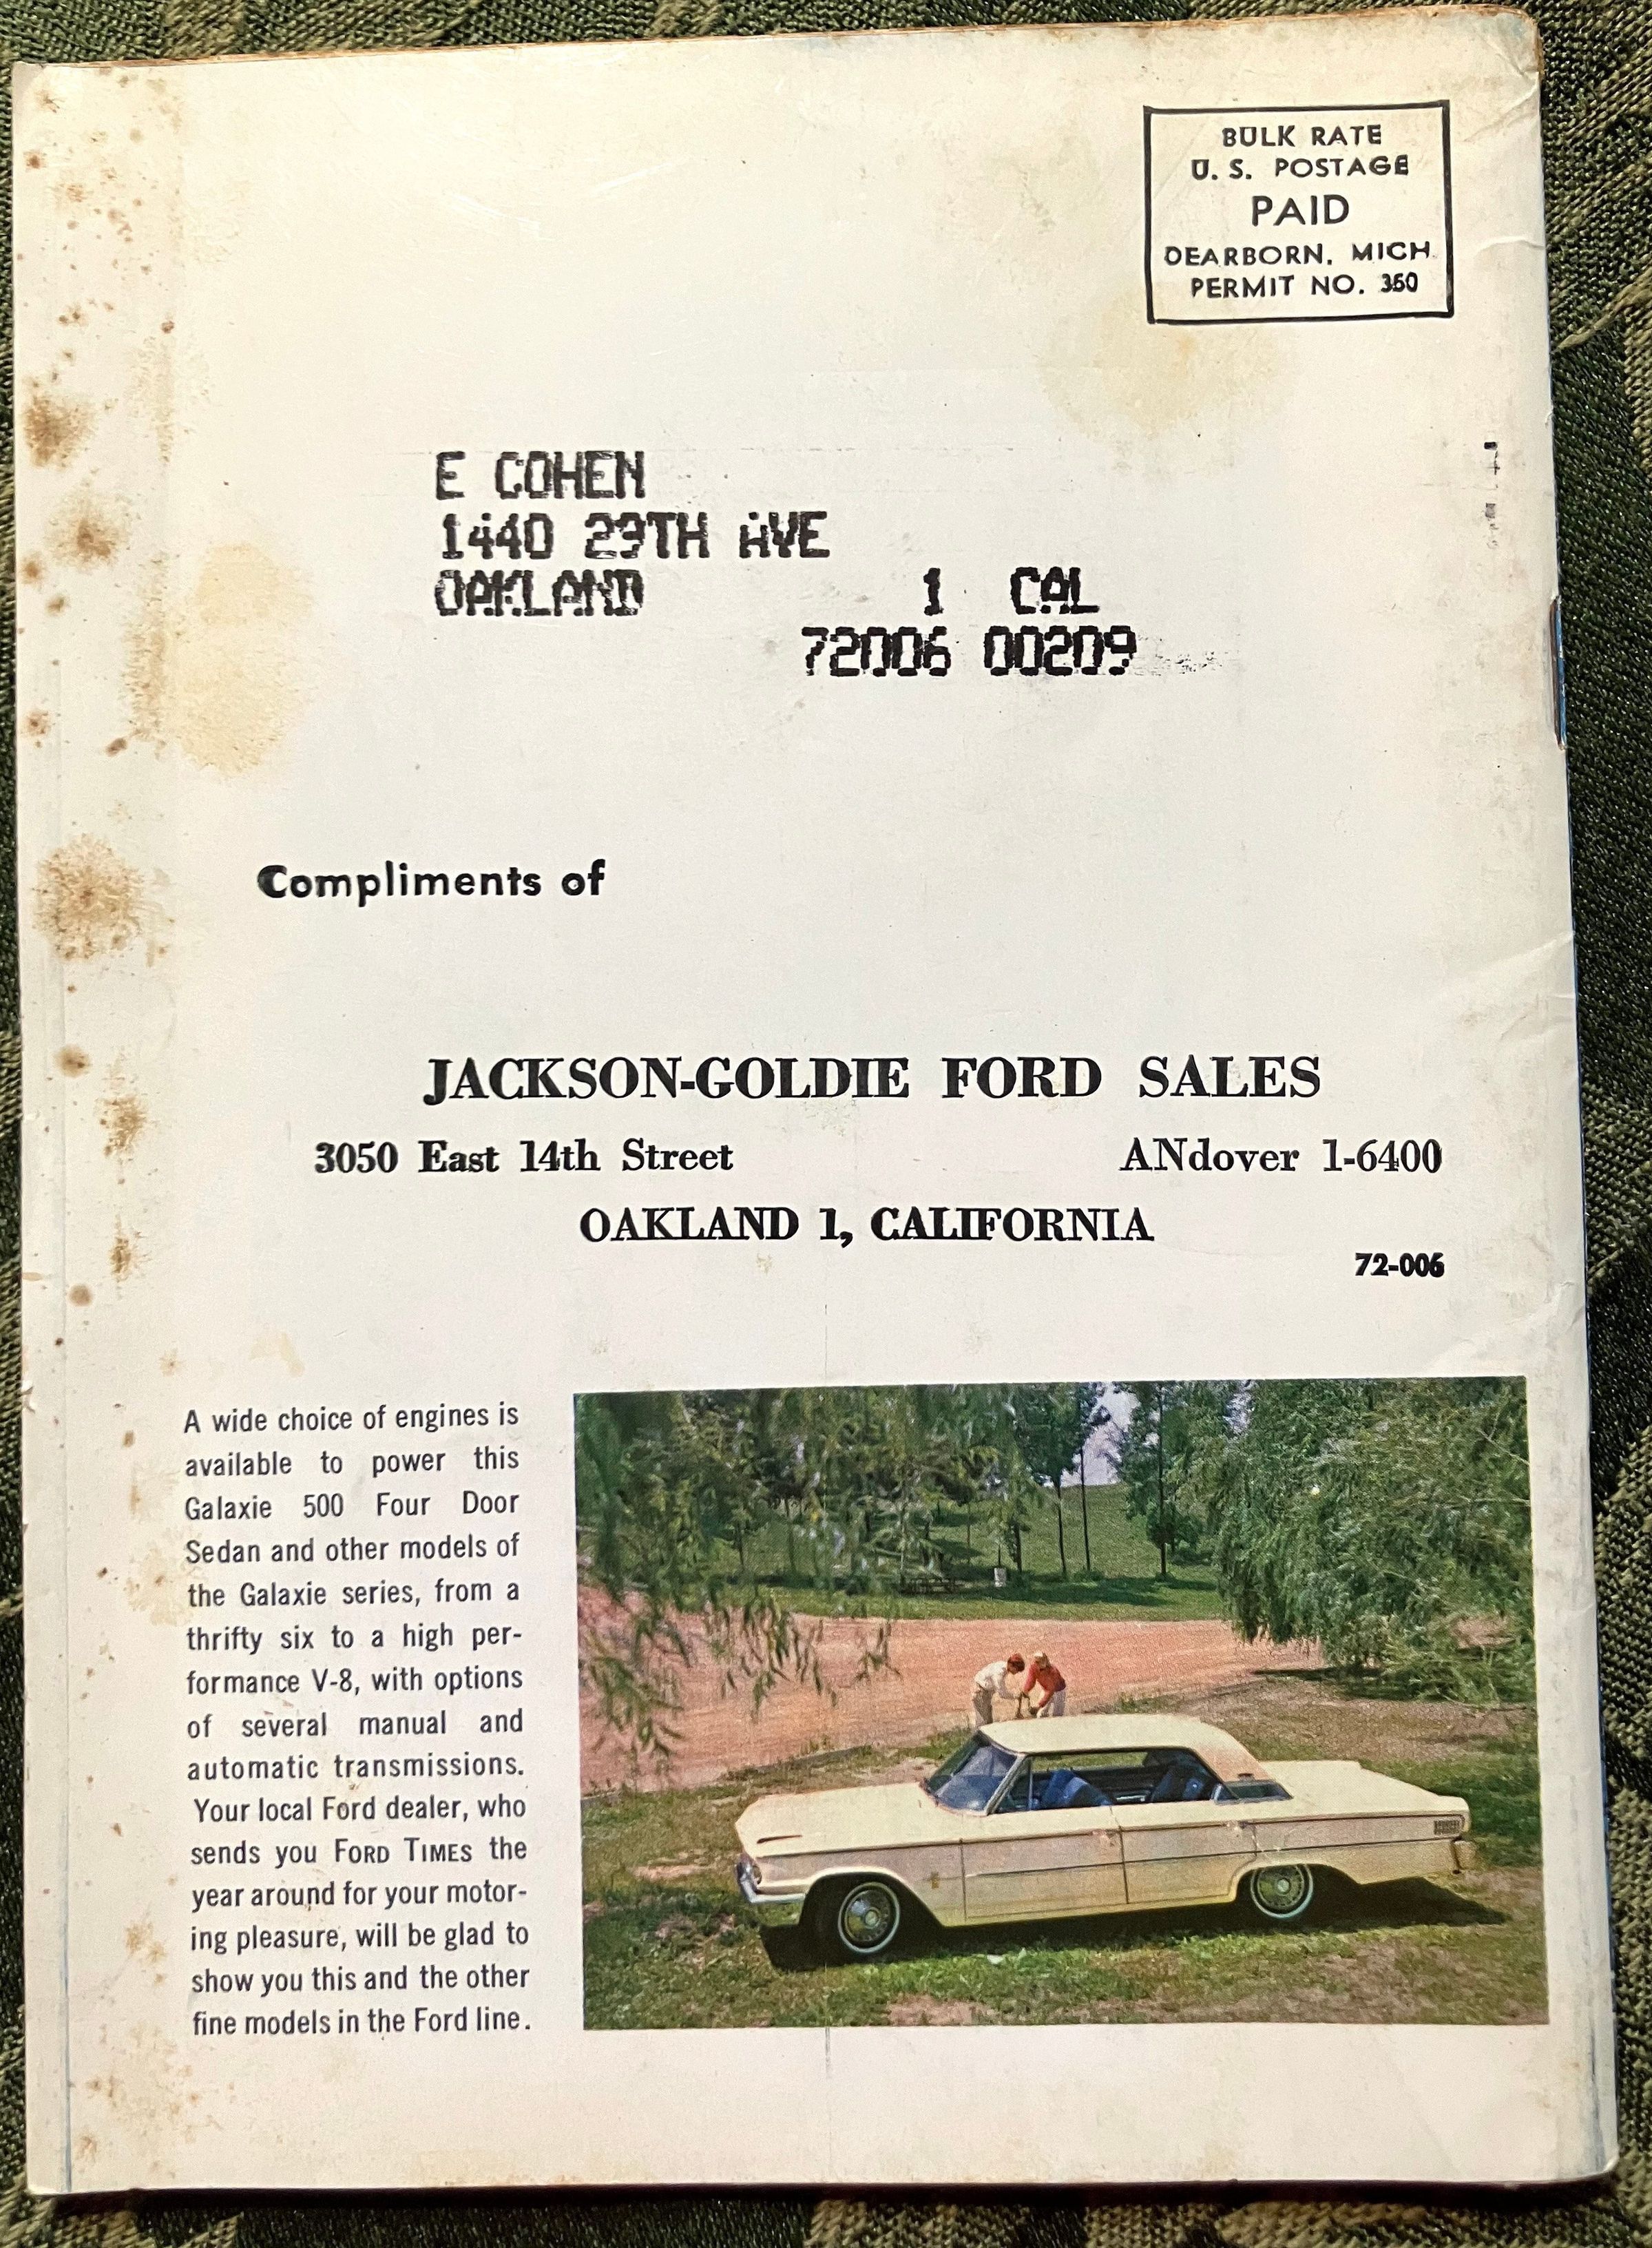 BULK RATE
U. S. POSTAGE
PAID
DEARBORN, MICH.
PERMIT NO. 350
E COHEN
1440 29TH AVE
OAKLAND 1 CAL
72006 00209
Compliments of
JACKSON-GOLDIE FORD SALES
3050 East 14th Street ANdover 1-6400
OAKLAND 1, CALIFORNIA
72-006
A wide choice of engines is
available to power this
Galaxie 500 Four Door
Sedan and other models of
the Galaxie series, from a
thrifty six to a high per-
formance V-8, with options
of several manual and
automatic transmissions.
Your local Ford dealer, who
sends you FORD TIMES the
year around for your motor-
ing pleasure, will be glad to
show you this and the other
fine models in the Ford line.